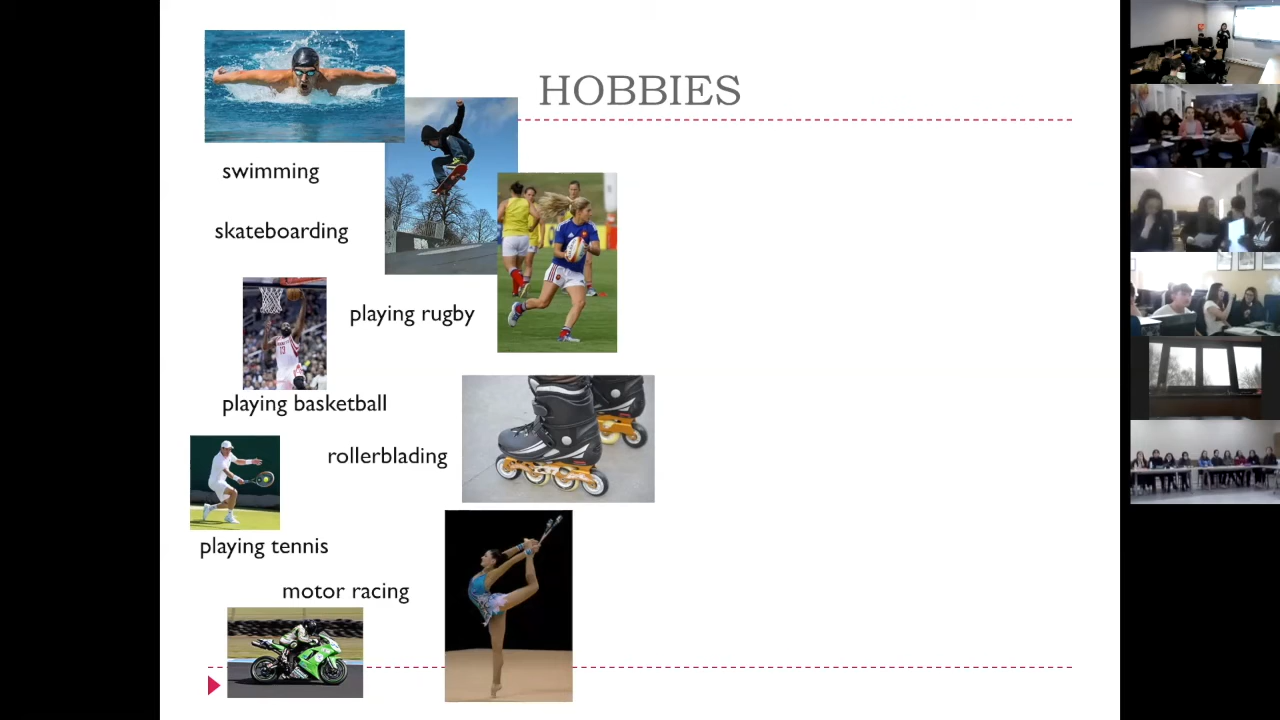 HOBBIES
swimming
skateboarding
playing rugby
playing basketball
rollerblading
playing tennis
motor racing